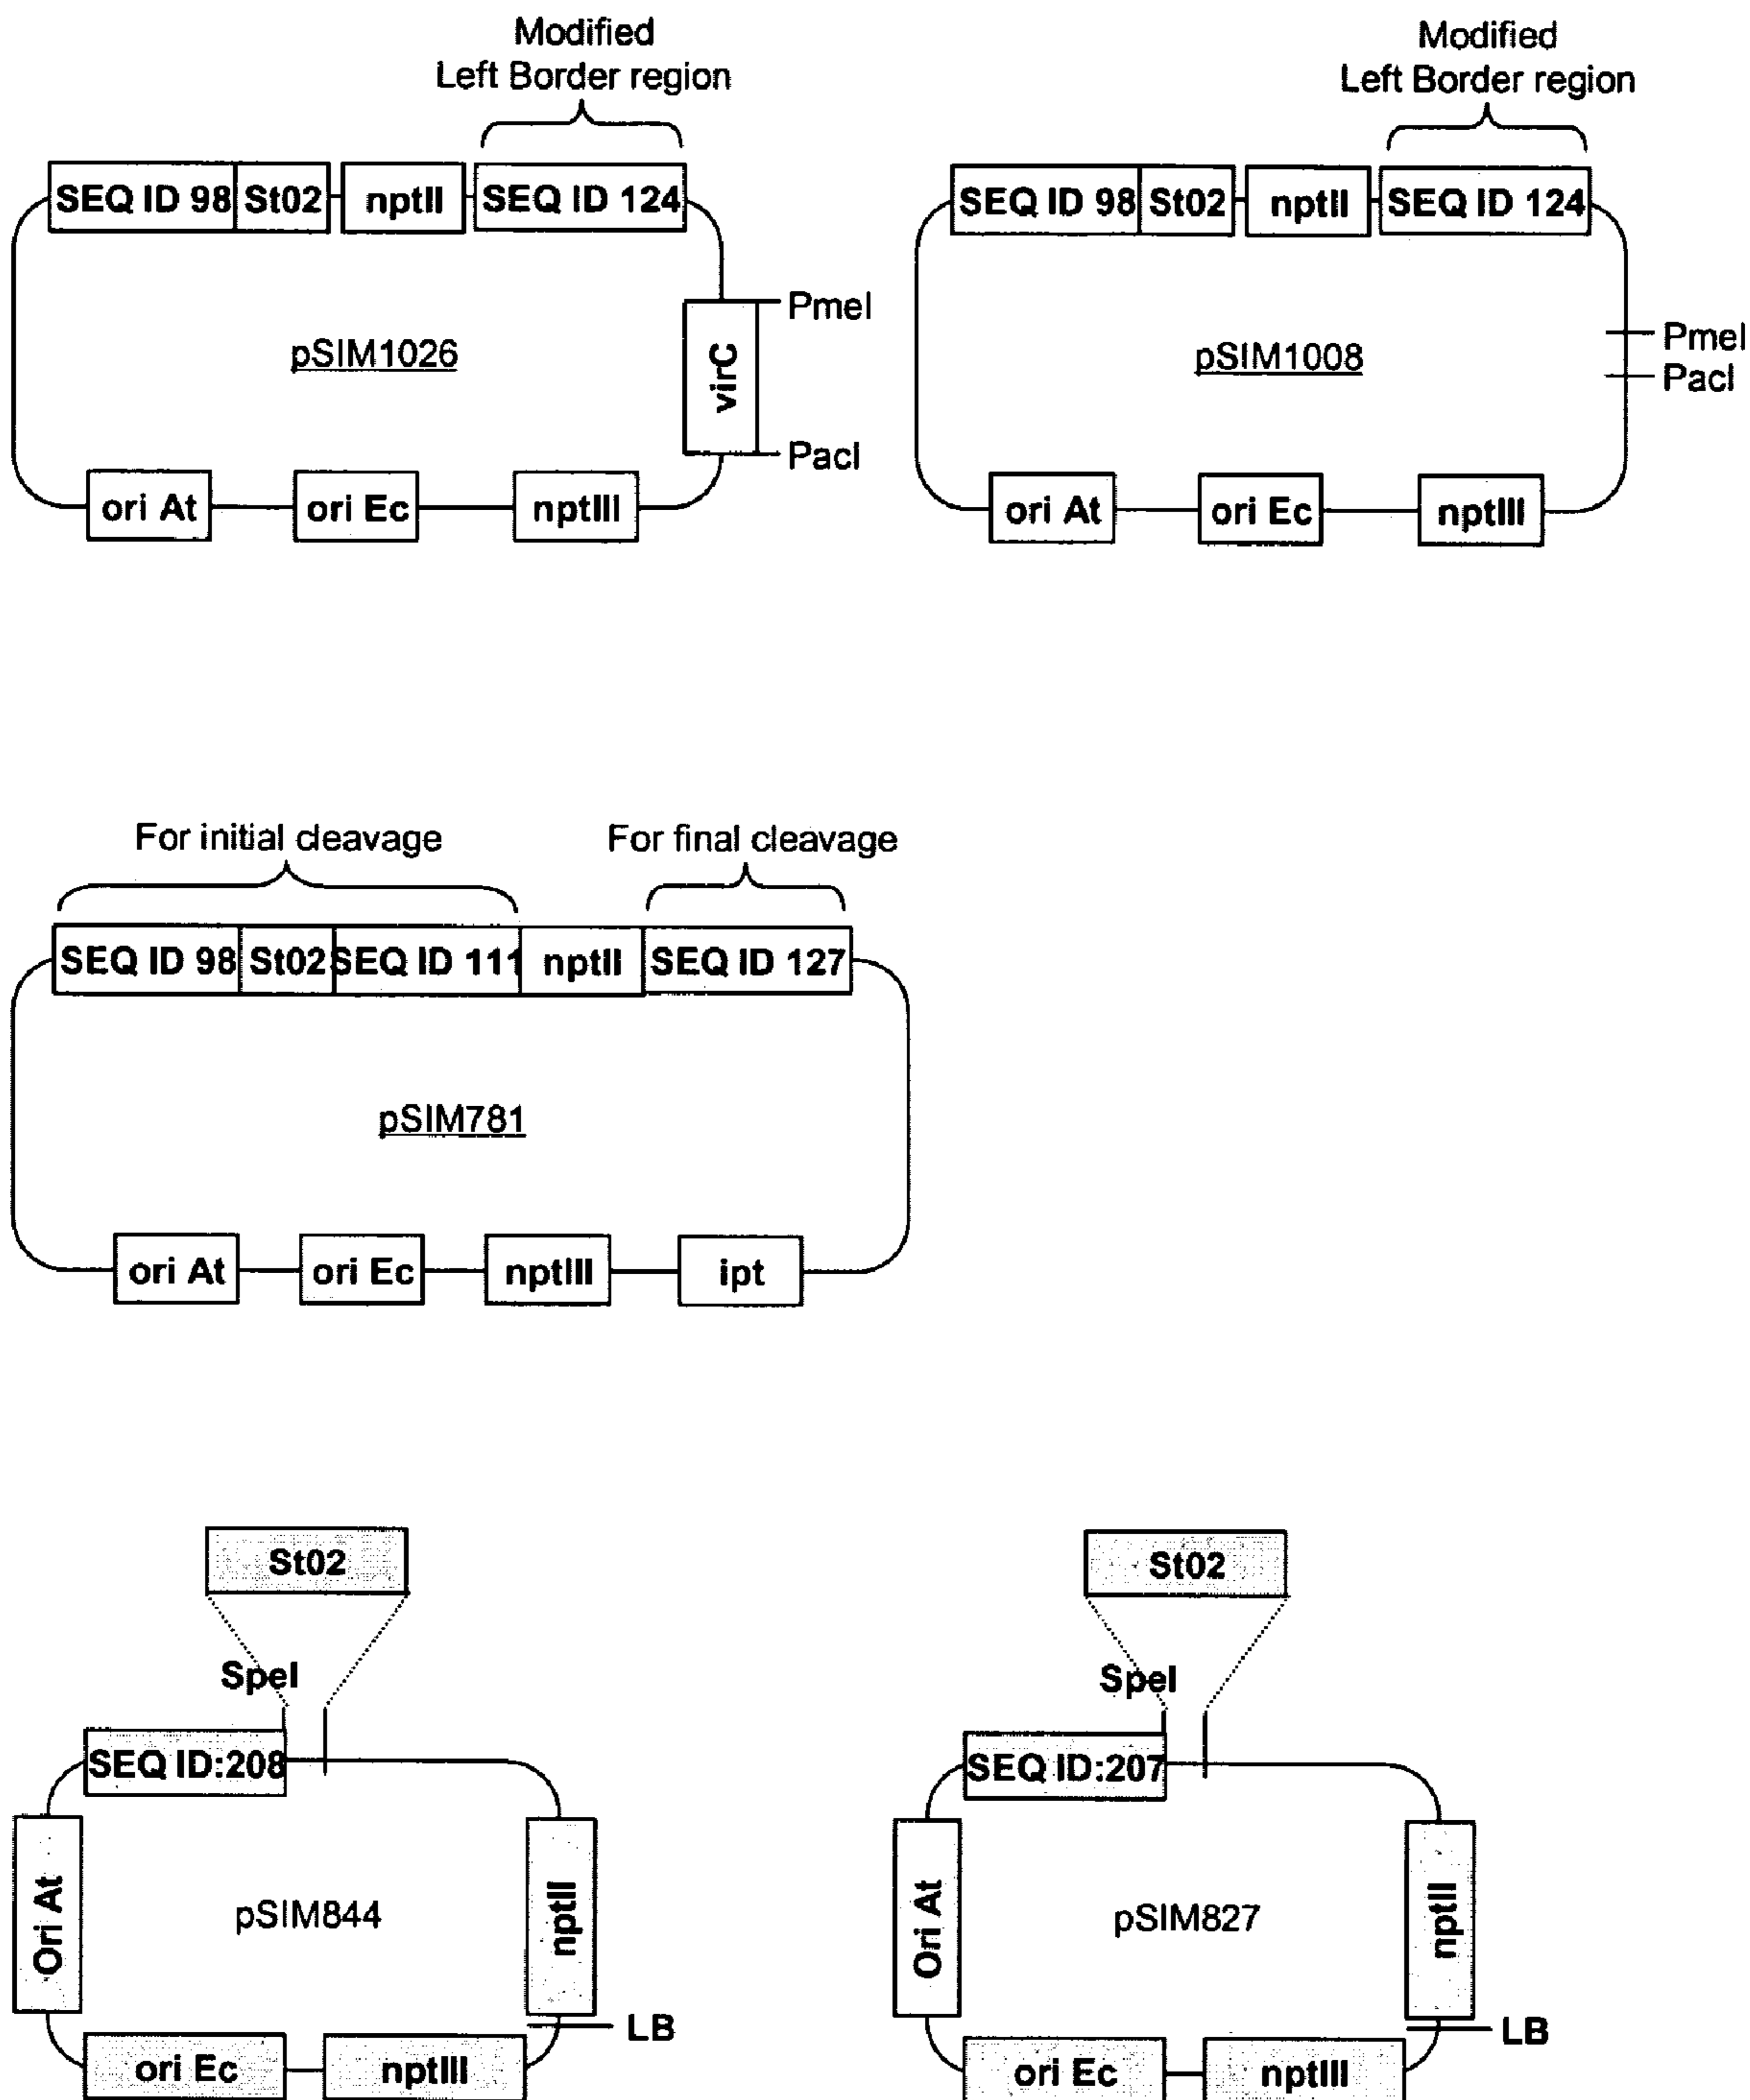 Modified
Left Border region
SEQ ID 98 St02 nptII SEQ ID 124
PmeI
pSIM1026
virC
PacI
ori At ori Ec nptIII
Modified
Left Border region
SEQ ID 98 St02 nptII SEQ ID 124
PmeI
pSIM1008
PacI
ori At ori Ec nptIII
For initial cleavage For final cleavage
SEQ ID 98 St02 SEQ ID 111 nptII SEQ ID 127
pSIM781
ori At ori Ec nptIII ipt
St02
SpeI
SEQ ID:208
Ori At
pSIM844
nptII
LB
ori Ec nptIII
St02
SpeI
SEQ ID:207
Ori At
pSIM827
nptII
LB
ori Ec nptIII